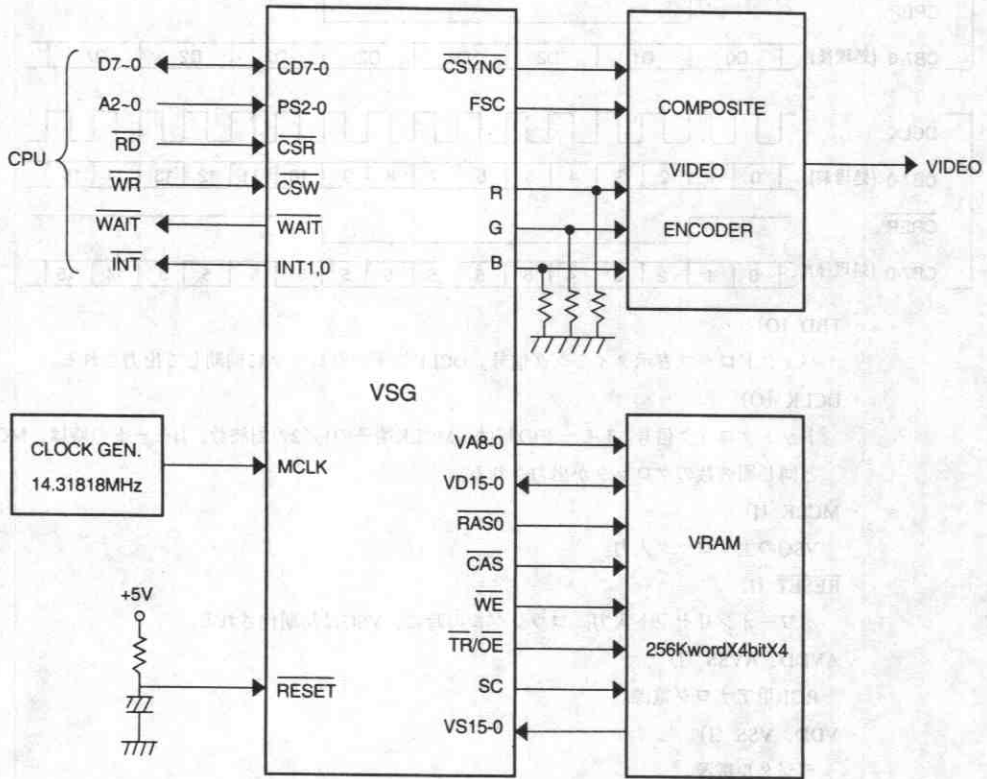 D7~0
A2-0
RD
WR
WAIT
INT
CPU
CD7-0
PS2-0
CSR
CSW
WAIT
INT1,0
CSYNC
FSC
R
G
B
COMPOSITE
VIDEO
ENCODER
VIDEO
VSG
CLOCK GEN.
14.31818MHz
MCLK
+5V
RESET
VA8-0
VD15-0
RAS0
CAS
WE
TR/OE
SC
VS15-0
VRAM
256KwordX4bitX4